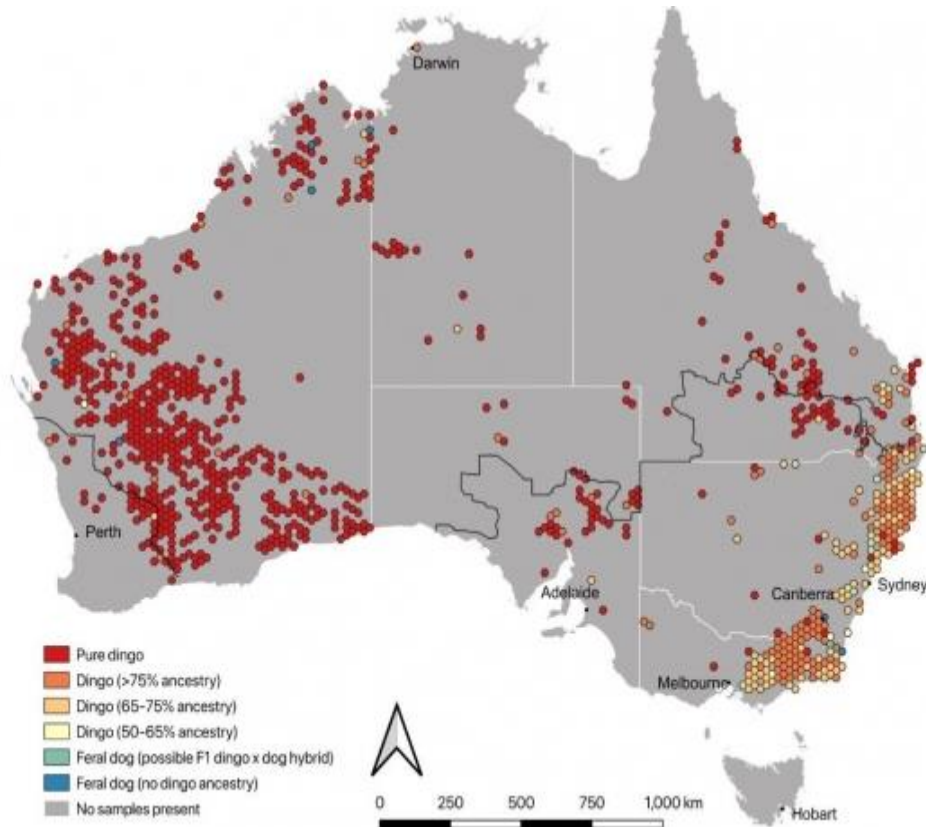 Darwin
Perth
Adelaide
Canberra
Sydney
Melbourne
Pure dingo
Dingo (>75% ancestry)
Dingo (65-75% ancestry)
Dingo (50-65% ancestry)
Feral dog (possible F1 dingo x dog hybrid)
Feral dog (no dingo ancestry)
No samples present
0 250 500 750 1,000 km
Hobart